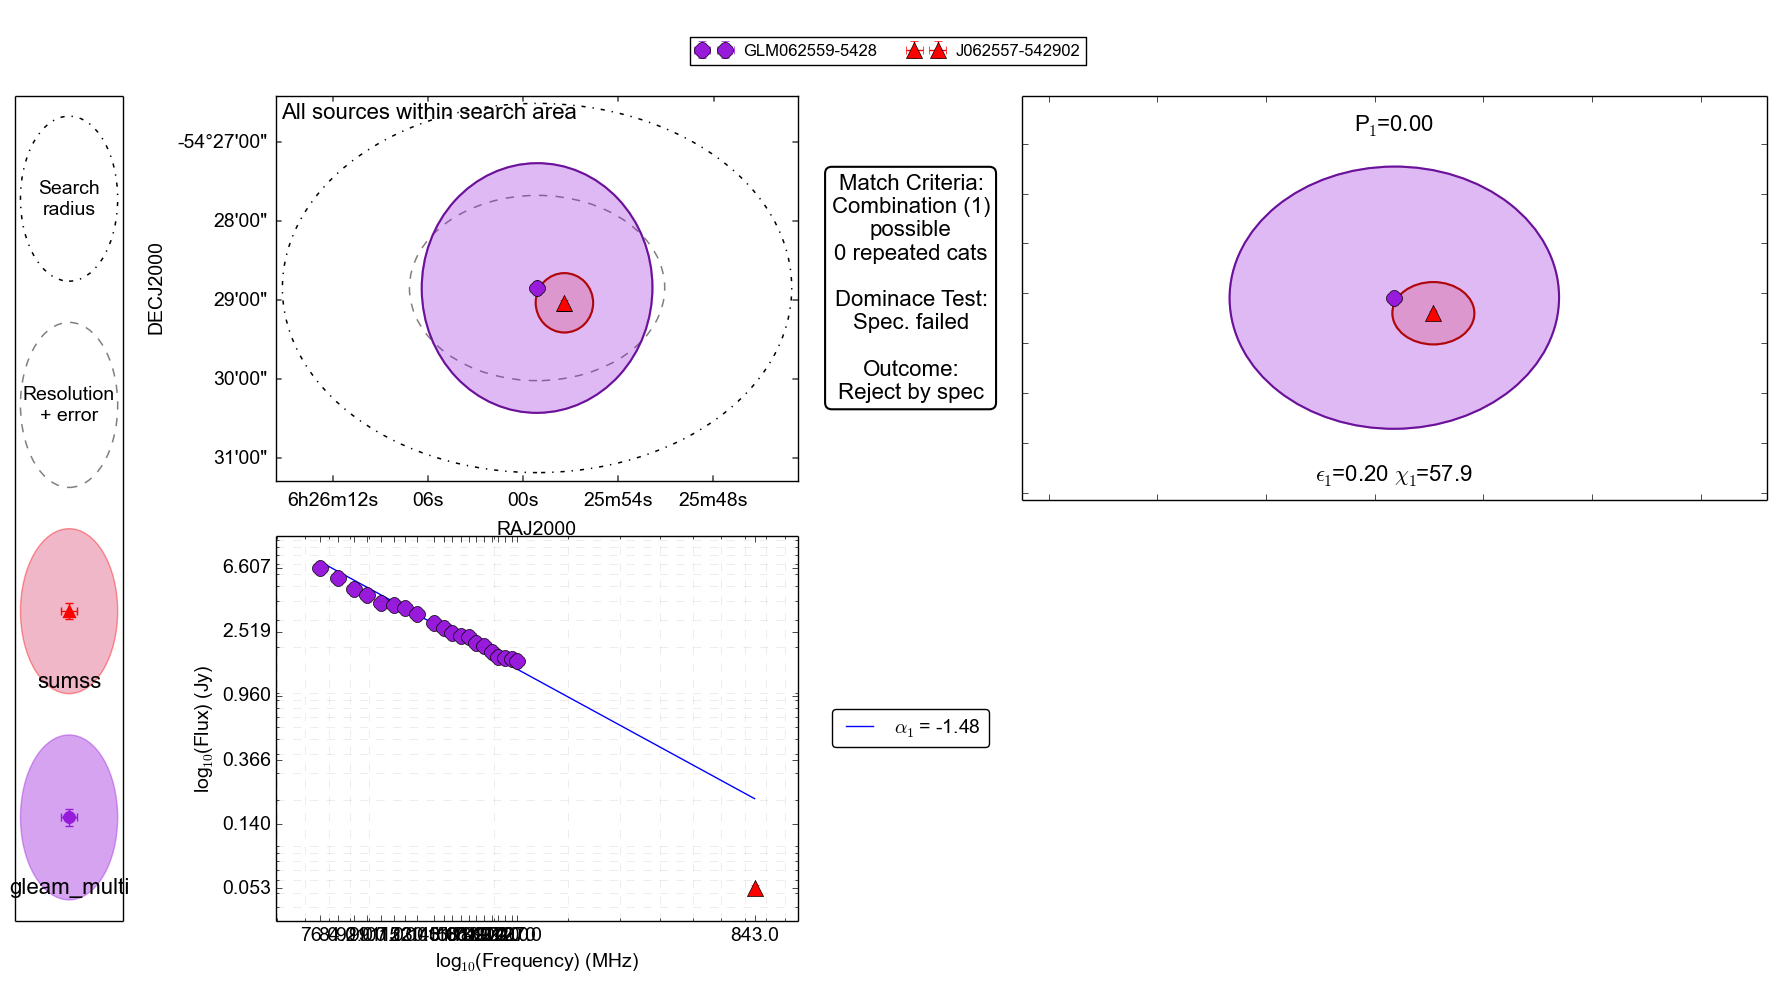 GLM062559-5428 J062557-542902
Search
radius
Resolution
+ error
sumss
gleam_multi
All sources within search area
DECJ2000
-54°27'00"
28'00"
29'00"
30'00"
31'00"
6h26m12s 06s 00s 25m54s 25m48s
RAJ2000
Match Criteria:
Combination (1)
possible
0 repeated cats
Dominace Test:
Spec. failed
Outcome:
Reject by spec
P₁=0.00
ϵ₁=0.20 χ₁=57.9
log₁₀(Flux) (Jy)
6.607
2.519
0.960
0.366
0.140
0.053
843.0
log₁₀(Frequency) (MHz)
α₁ = -1.48